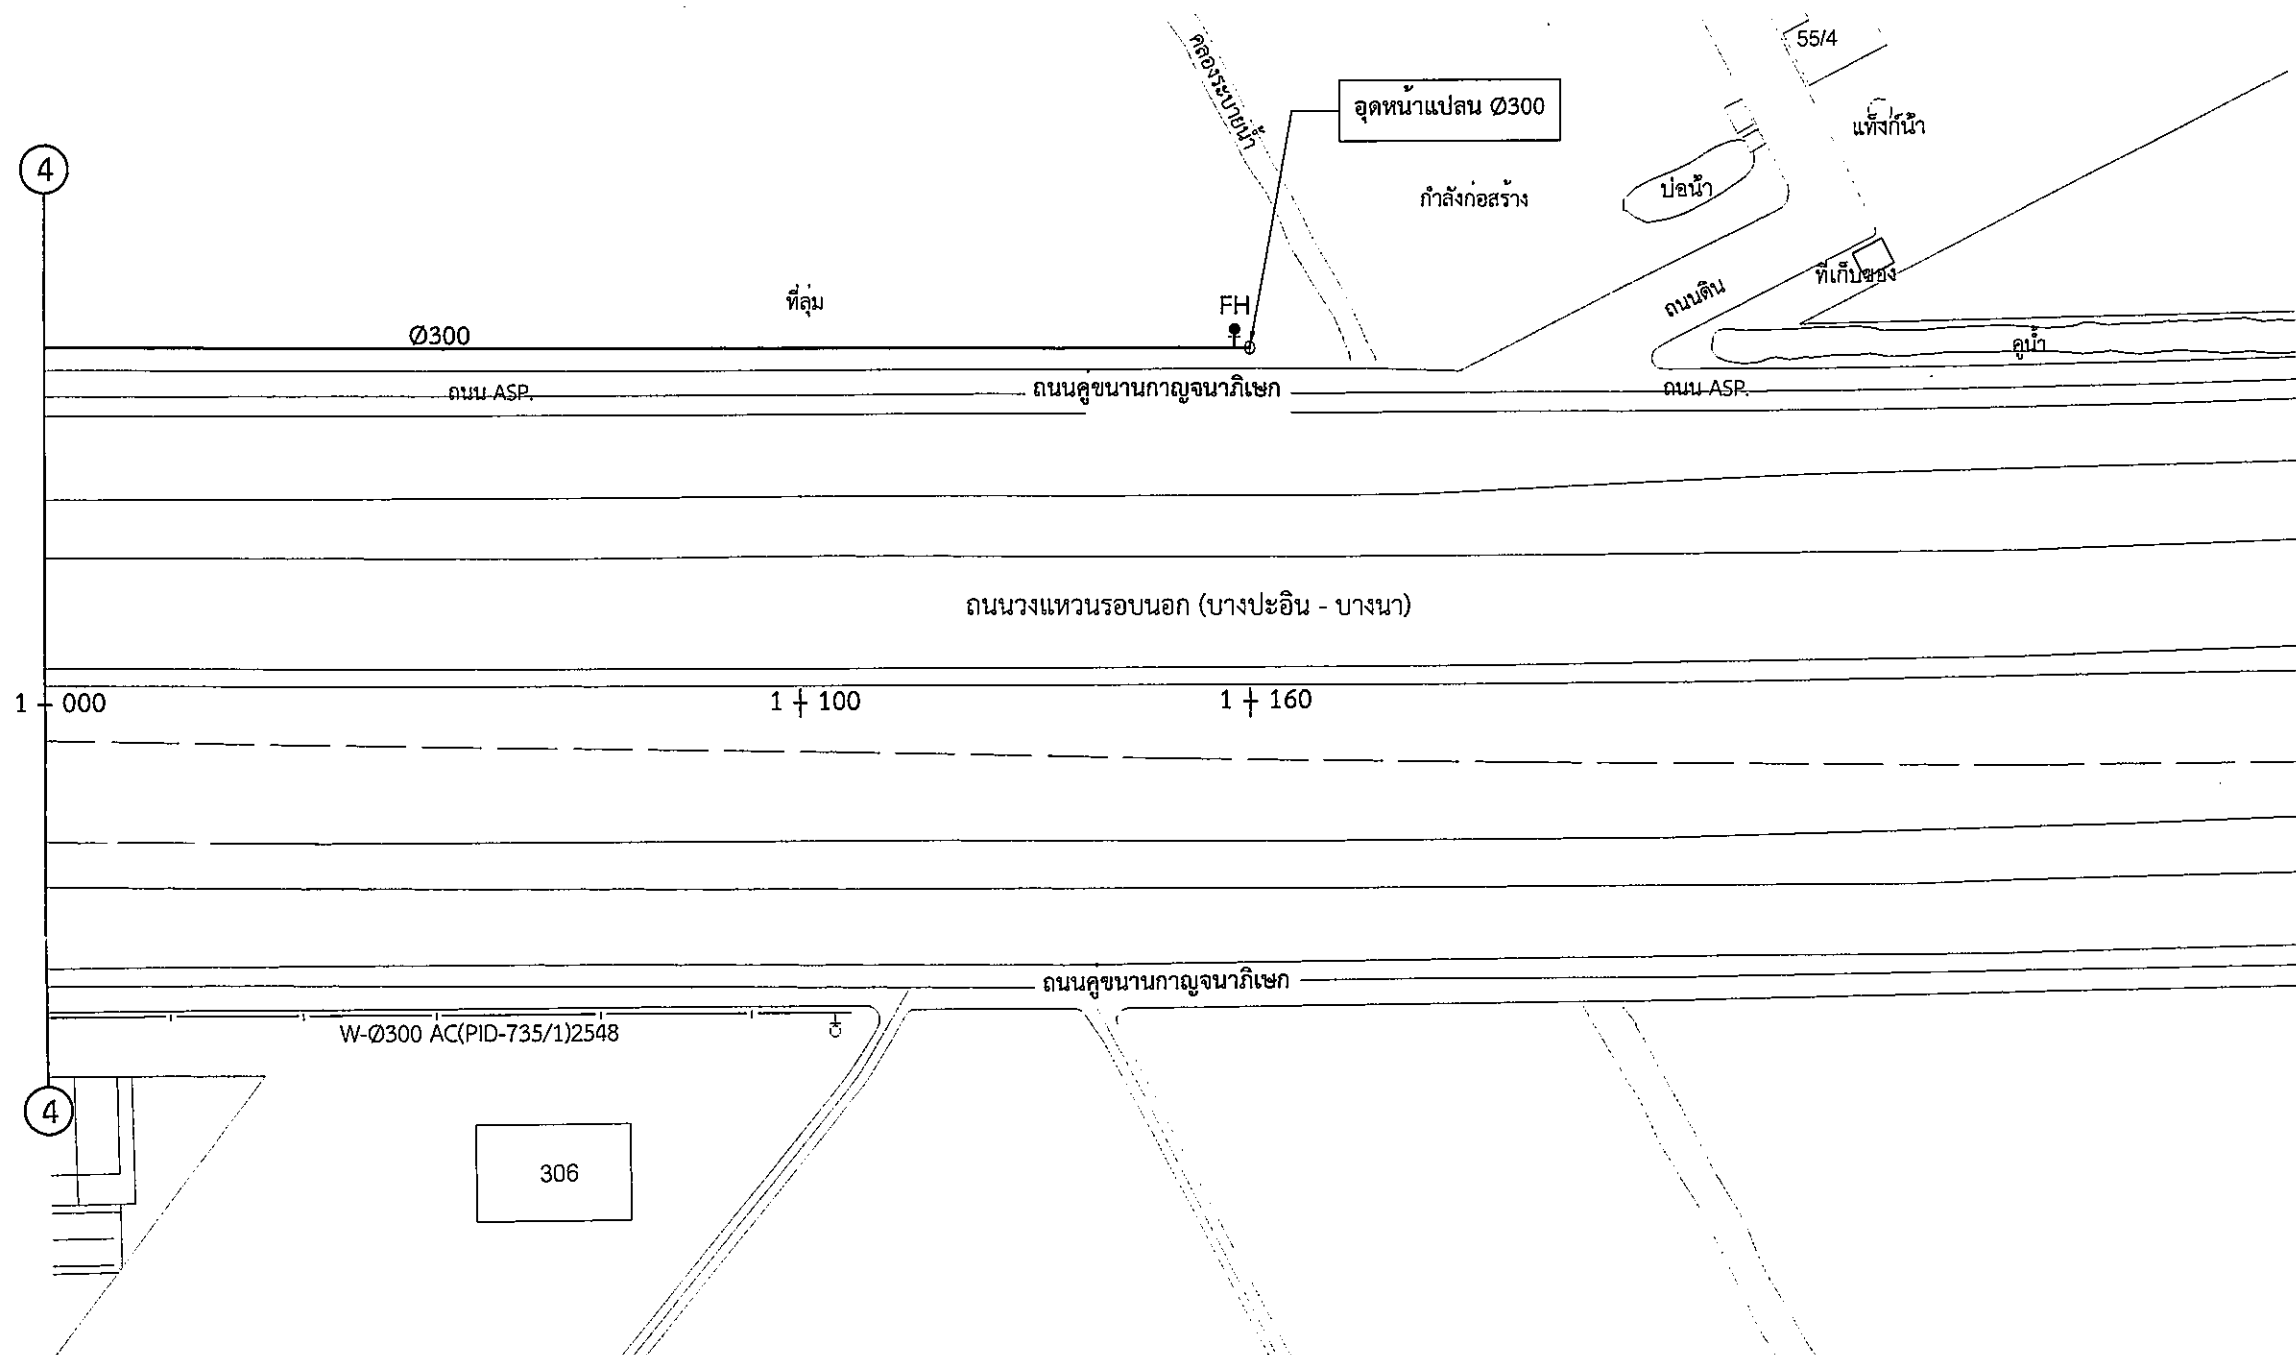 55/4
คลองระบายน้ำ
อุดหน้าแปลน Ø300
แท็งก์น้ำ
4
บ่อน้ำ
กำลังก่อสร้าง
ที่เก็บของ
ถนนดิน
ที่ลุ่ม
FH
Ø300
คูน้ำ
ถนน ASP.
ถนนคู่ขนานกาญจนาภิเษก
ถนน ASP.
ถนนวงแหวนรอบนอก (บางปะอิน - บางนา)
1 + 000
1 + 100
1 + 160
ถนนคู่ขนานกาญจนาภิเษก
W-Ø300 AC(PID-735/1)2548
4
306